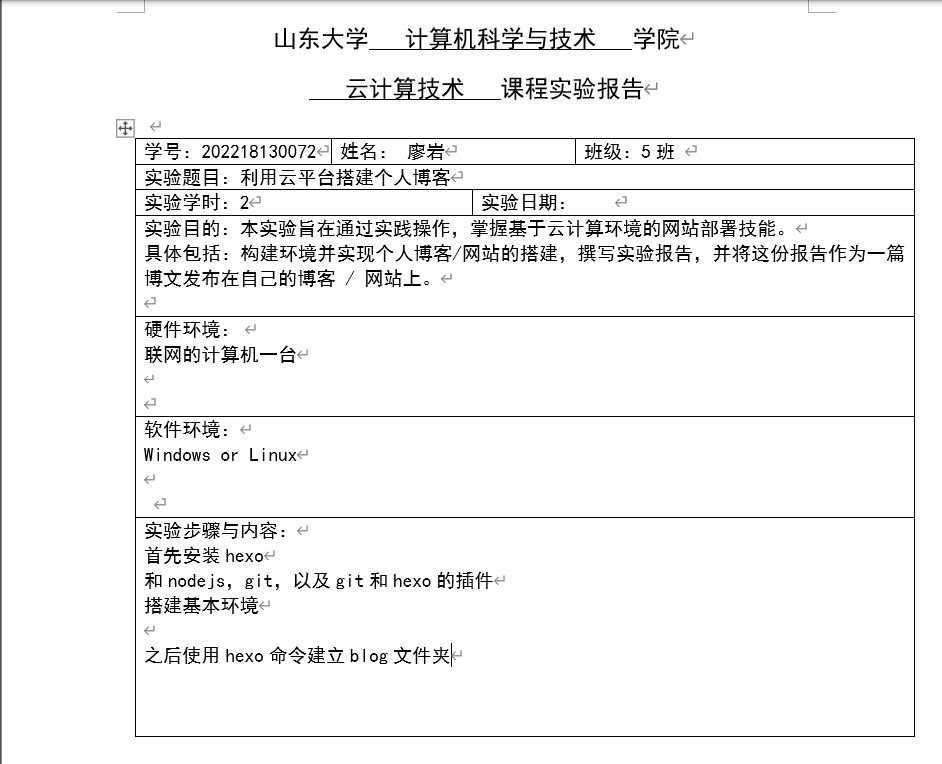 山东大学 计算机科学与技术 学院
云计算技术 课程实验报告
学号：202218130072 姓名： 廖岩 班级：5 班
实验题目：利用云平台搭建个人博客
实验学时：2 实验日期：
实验目的：本实验旨在通过实践操作，掌握基于云计算环境的网站部署技能。
具体包括：构建环境并实现个人博客/网站的搭建，撰写实验报告，并将这份报告作为一篇
博文发布在自己的博客 / 网站上。
硬件环境：
联网的计算机一台
软件环境：
Windows or Linux
实验步骤与内容：
首先安装 hexo
和 nodejs，git，以及 git 和 hexo 的插件
搭建基本环境
之后使用 hexo 命令建立 blog 文件夹